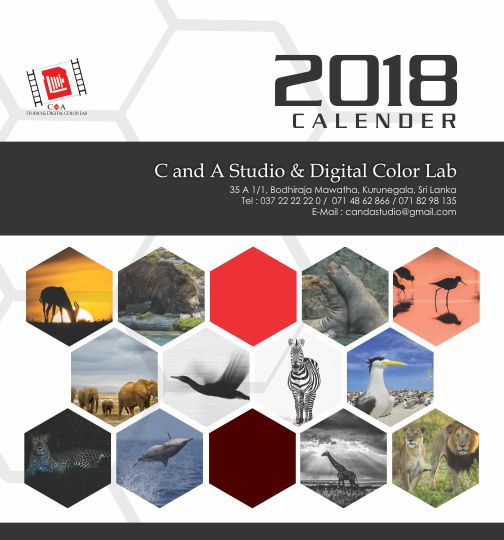 C A
STUDIO & DIGITAL COLOR LAB
2018
CALENDER
C and A Studio & Digital Color Lab
35 A 1/1, Bodhiraja Mawatha, Kurunegala, Sri Lanka
Tel : 037 22 22 22 0 / 071 48 62 866 / 071 82 98 135
E-Mail : candastudio@gmail.com